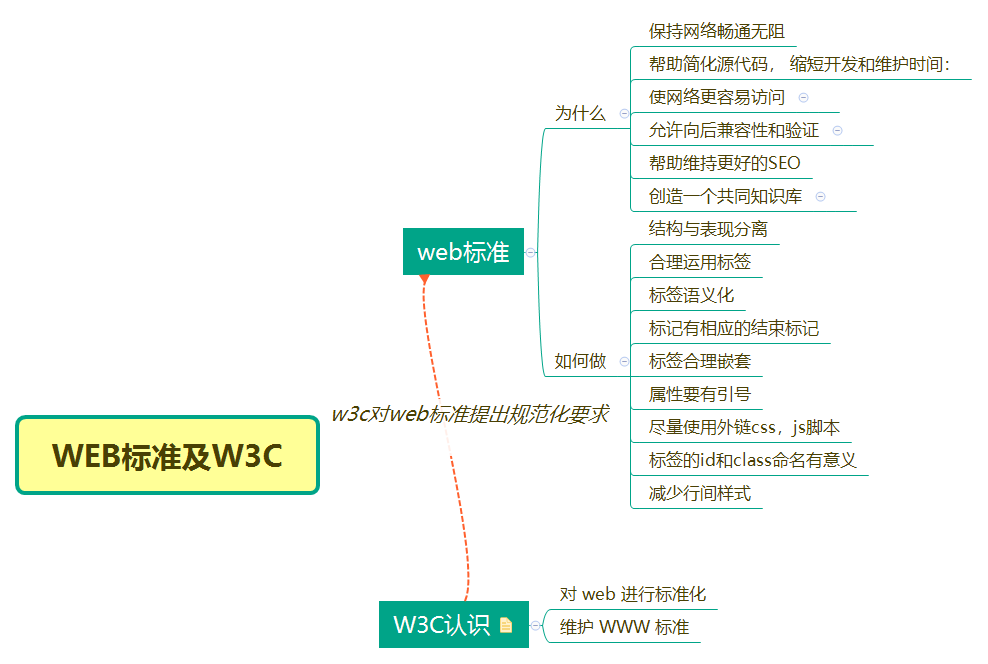 WEB标准及W3C
web标准
为什么
保持网络畅通无阻
帮助简化源代码， 缩短开发和维护时间：
使网络更容易访问
允许向后兼容性和验证
帮助维持更好的SEO
创造一个共同知识库
如何做
结构与表现分离
合理运用标签
标签语义化
标记有相应的结束标记
标签合理嵌套
属性要有引号
尽量使用外链css，js脚本
标签的id和class命名有意义
减少行间样式
w3c对web标准提出规范化要求
W3C认识
对 web 进行标准化
维护 WWW 标准